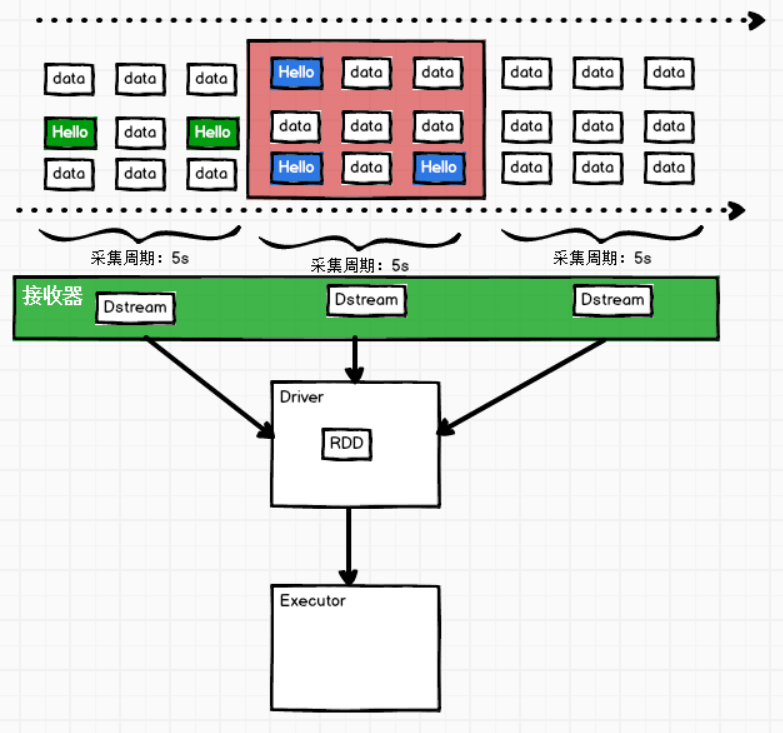 Hello data data
data data data data data data
Hello data Hello data data data data data data
data data data Hello data Hello data data data
采集周期：5s 采集周期：5s 采集周期：5s
接收器 Dstream Dstream Dstream
Driver
RDD
Executor